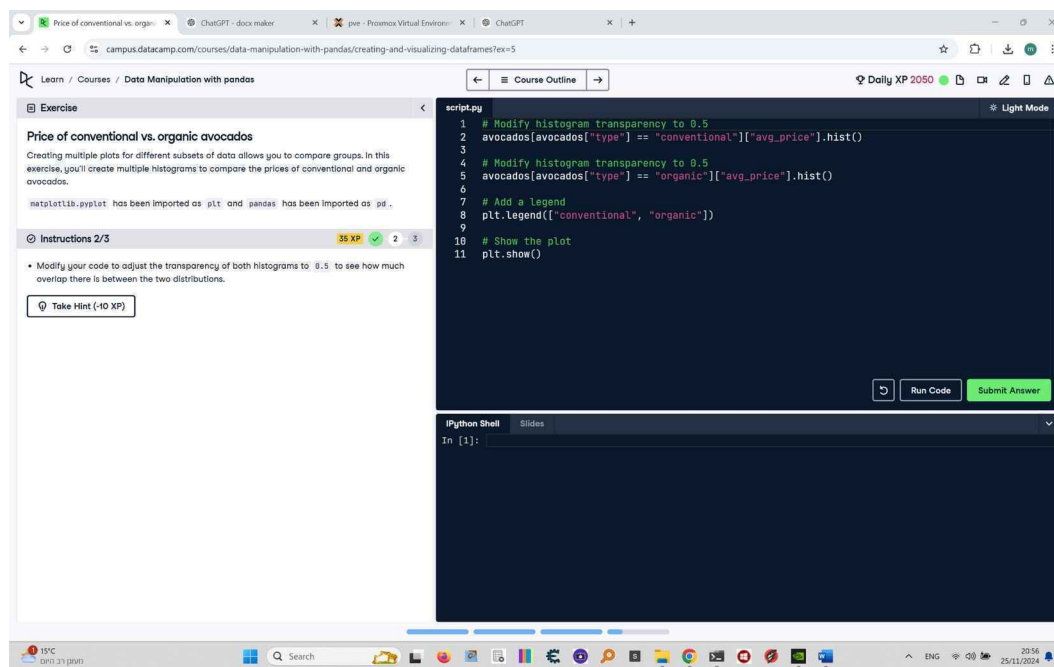 Price of conventional vs. organ
ChatGPT - docx maker
pve - Proxmox Virtual Environ
ChatGPT
campus.datacamp.com/courses/data-manipulation-with-pandas/creating-and-visualizing-dataframes?ex=5
Learn / Courses / Data Manipulation with pandas
Course Outline
Daily XP 2050
Exercise
script.py
Light Mode
Price of conventional vs. organic avocados
Creating multiple plots for different subsets of data allows you to compare groups. In this
exercise, you'll create multiple histograms to compare the prices of conventional and organic
avocados.
matplotlib.pyplot has been imported as plt and pandas has been imported as pd .
Instructions 2/3
35 XP
2
3
• Modify your code to adjust the transparency of both histograms to 0.5 to see how much
overlap there is between the two distributions.
Take Hint (-10 XP)
1 # Modify histogram transparency to 0.5
2 avocados[avocados["type"] == "conventional"]["avg_price"].hist()
3
4 # Modify histogram transparency to 0.5
5 avocados[avocados["type"] == "organic"]["avg_price"].hist()
6
7 # Add a legend
8 plt.legend(["conventional", "organic"])
9
10 # Show the plot
11 plt.show()
Run Code
Submit Answer
IPython Shell
Slides
In [1]:
15°C
מעונן רב היום
Search
ENG
20:56
25/11/2024